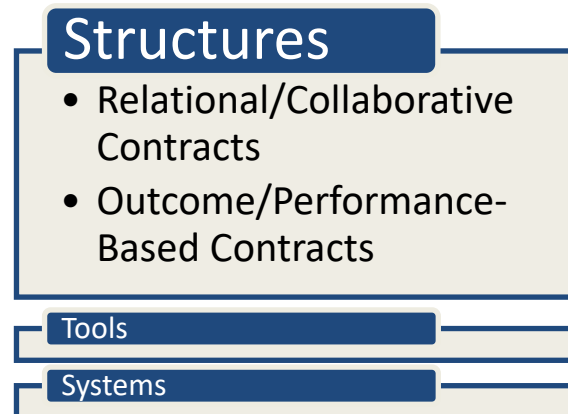 Structures
• Relational/Collaborative
Contracts
• Outcome/Performance-
Based Contracts
Tools
Systems